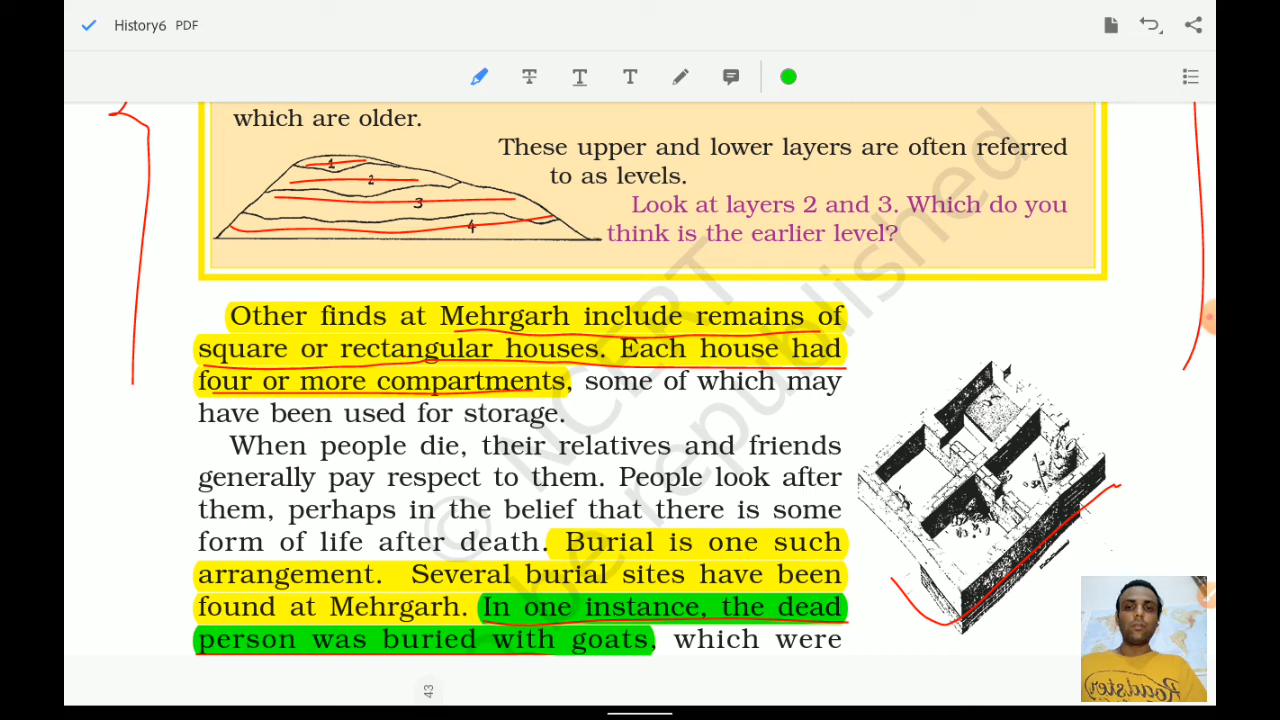 History6 PDF
which are older.
These upper and lower layers are often referred
to as levels.
Look at layers 2 and 3. Which do you
think is the earlier level?
1
2
3
4
Other finds at Mehrgarh include remains of
square or rectangular houses. Each house had
four or more compartments, some of which may
have been used for storage.
When people die, their relatives and friends
generally pay respect to them. People look after
them, perhaps in the belief that there is some
form of life after death. Burial is one such
arrangement. Several burial sites have been
found at Mehrgarh. In one instance, the dead
person was buried with goats, which were
43
© NCERT
be republished
Roadster